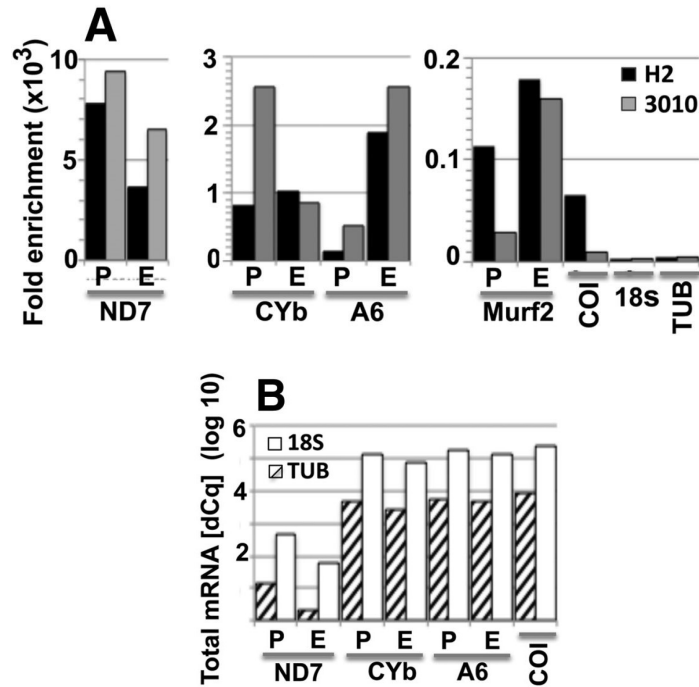 A
Fold enrichment (x10³)
10
5
0
P E
ND7
3
2
1
0
P E P E
CYb A6
0.2
0.1
0
H2
3010
P E
Murf2 COI 18S TUB
B
Total mRNA [dCq] (log 10)
6
4
2
18S
TUB
P E P E P E
ND7 CYb A6 COI